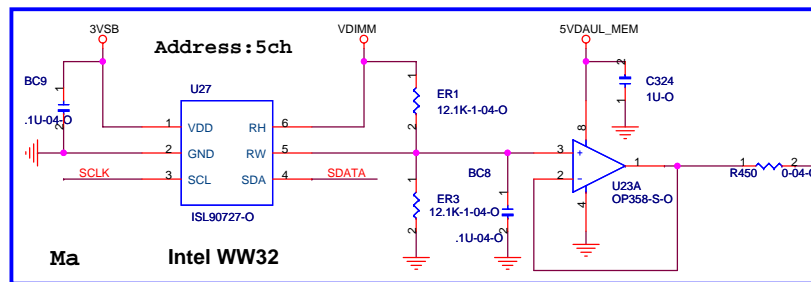 3VSB
Address:5ch
VDIMM
5VDAUL_MEM
BC9
.1U-04-O
1
2
U27
1 VDD RH 6
2 GND RW 5
3 SCL SDA 4
SCLK
SDATA
ISL90727-O
ER1
12.1K-1-04-O
1
2
ER3
12.1K-1-04-O
1
2
BC8
.1U-04-O
1
2
C324
1U-O
1
2
8
3
+
2
-
1
4
U23A
OP358-S-O
1
2
R450
0-04-O
Ma
Intel WW32